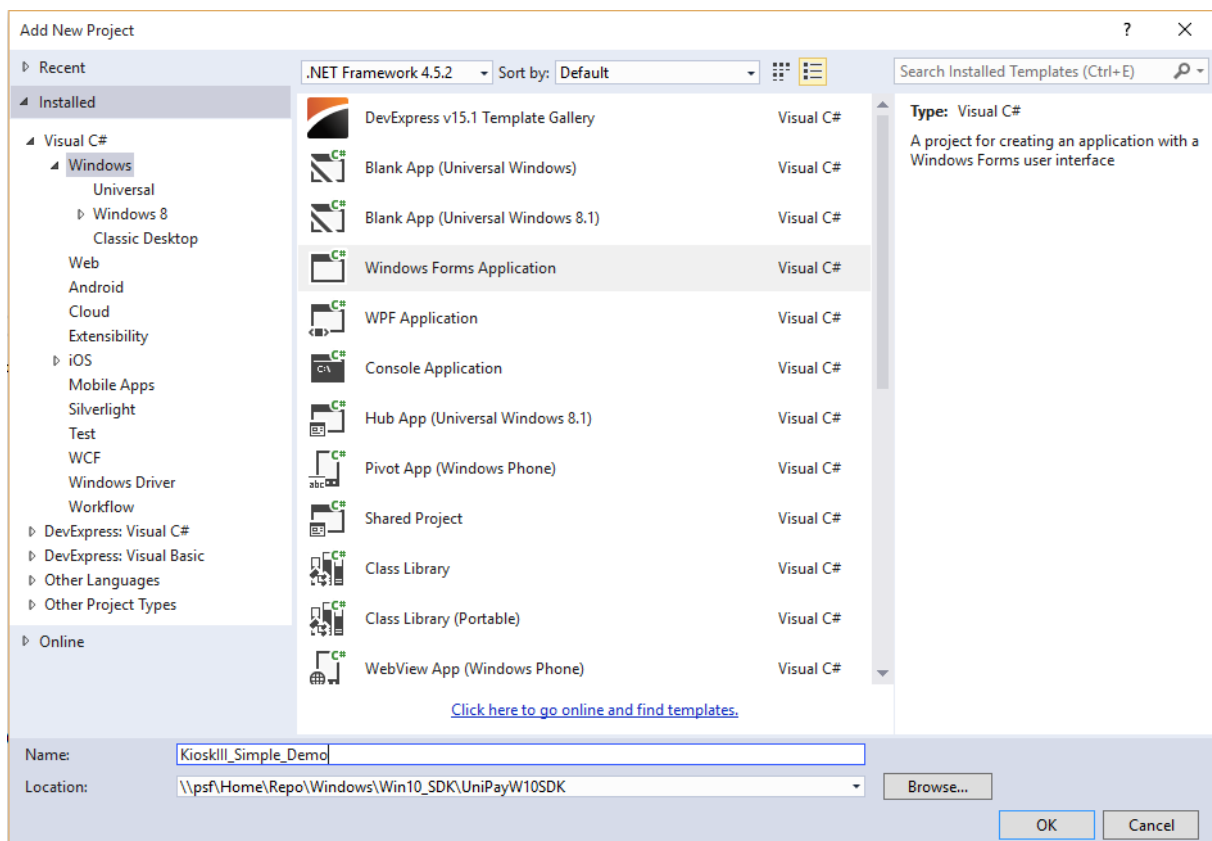 Add New Project
?
Recent
.NET Framework 4.5.2
Sort by:
Default
Search Installed Templates (Ctrl+E)
Installed
Visual C#
Windows
Universal
Windows 8
Classic Desktop
Web
Android
Cloud
Extensibility
iOS
Mobile Apps
Silverlight
Test
WCF
Windows Driver
Workflow
DevExpress: Visual C#
DevExpress: Visual Basic
Other Languages
Other Project Types
Online
DevExpress v15.1 Template Gallery Visual C#
Blank App (Universal Windows) Visual C#
Blank App (Universal Windows 8.1) Visual C#
Windows Forms Application Visual C#
WPF Application Visual C#
Console Application Visual C#
Hub App (Universal Windows 8.1) Visual C#
Pivot App (Windows Phone) Visual C#
Shared Project Visual C#
Class Library Visual C#
Class Library (Portable) Visual C#
WebView App (Windows Phone) Visual C#
Click here to go online and find templates.
Type: Visual C#
A project for creating an application with a
Windows Forms user interface
Name: KioskIII_Simple_Demo
Location: \\psf\Home\Repo\Windows\Win10_SDK\UniPayW10SDK
Browse...
OK
Cancel